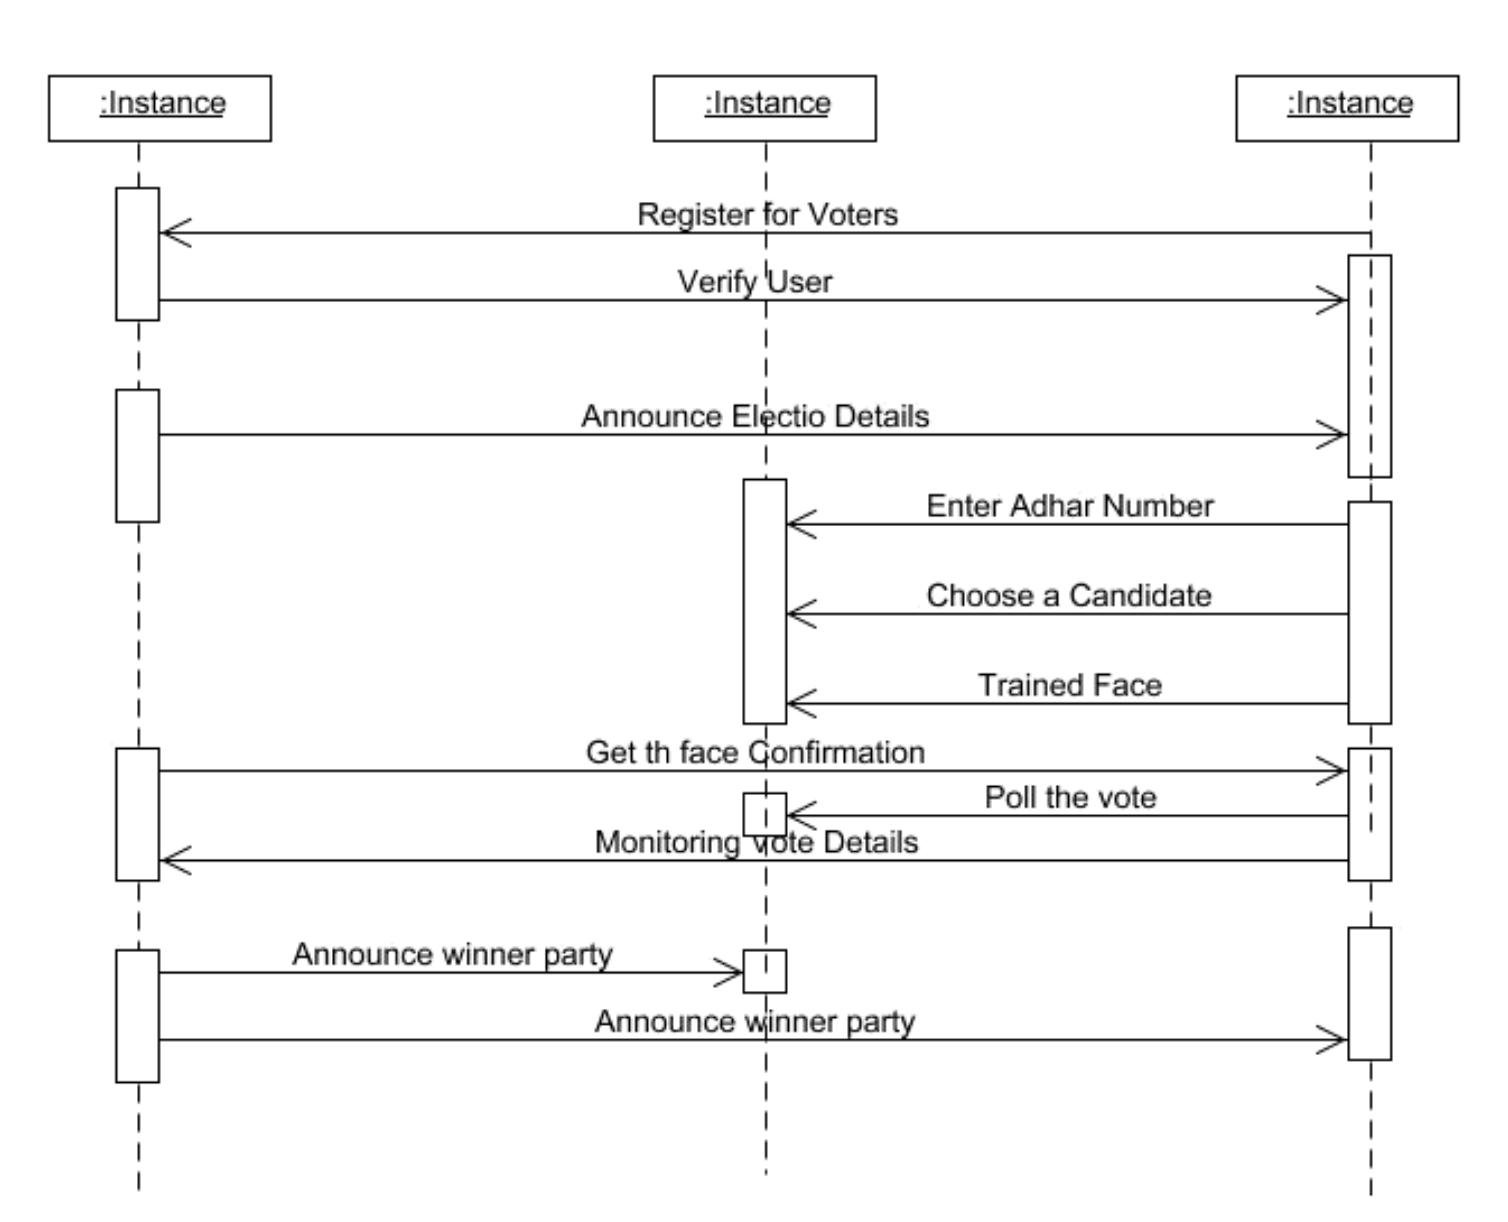 :Instance
:Instance
:Instance
Register for Voters
Verify User
Announce Electio Details
Enter Adhar Number
Choose a Candidate
Trained Face
Get th face Confirmation
Poll the vote
Monitoring Vote Details
Announce winner party
Announce winner party